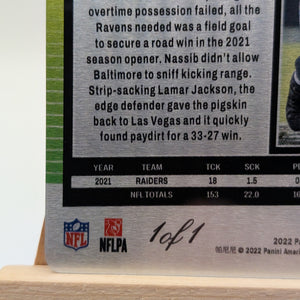 overtime possession failed, all the
Ravens needed was a field goal
to secure a road win in the 2021
season opener. Nassib didn't allow
Baltimore to sniff kicking range.
Strip-sacking Lamar Jackson, the
edge defender gave the pigskin
back to Las Vegas and it quickly
found paydirt for a 33-27 win.
YEAR TEAM TCK SCK
2021 RAIDERS 18 1.5
NFL TOTALS 153 22.0
NFL NFLPA 1of1
2022
帕尼尼 © 2022 Panini